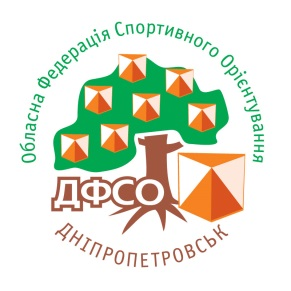 Обласна Федерація Спортивного Орієнтування
ДФСО
ДНІПРОПЕТРОВСЬК